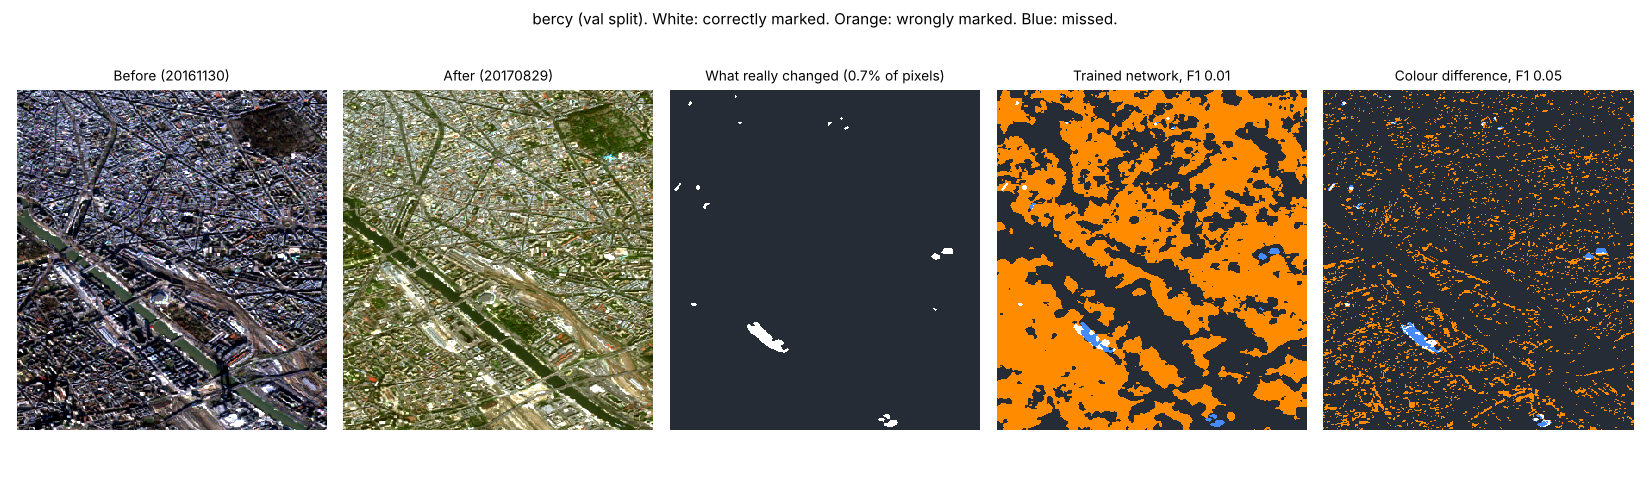 bercy (val split). White: correctly marked. Orange: wrongly marked. Blue: missed.
Before (20161130)
After (20170829)
What really changed (0.7% of pixels)
Trained network, F1 0.01
Colour difference, F1 0.05